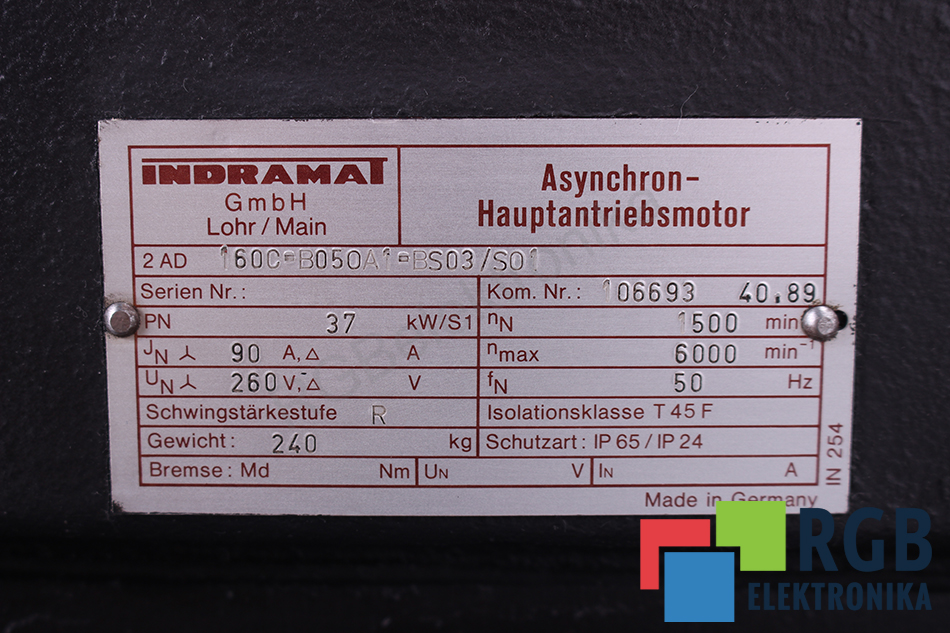 INDRAMAT
GmbH
Lohr / Main
Asynchron-
Hauptantriebsmotor
2 AD 160C-B050A1-BS03/S01
Serien Nr.: Kom. Nr.: 106693 40.89
PN 37 kW/S1 nN 1500 min
JN ⅄ 90 A, △ A nmax 6000 min⁻¹
UN ⅄ 260 V, △ V fN 50 Hz
Schwingstärkestufe R Isolationsklasse T 45 F
Gewicht: 240 kg Schutzart: IP 65 / IP 24
Bremse: Md Nm UN V IN A
IN 254
Made in Germany
RGB
ELEKTRONIKA